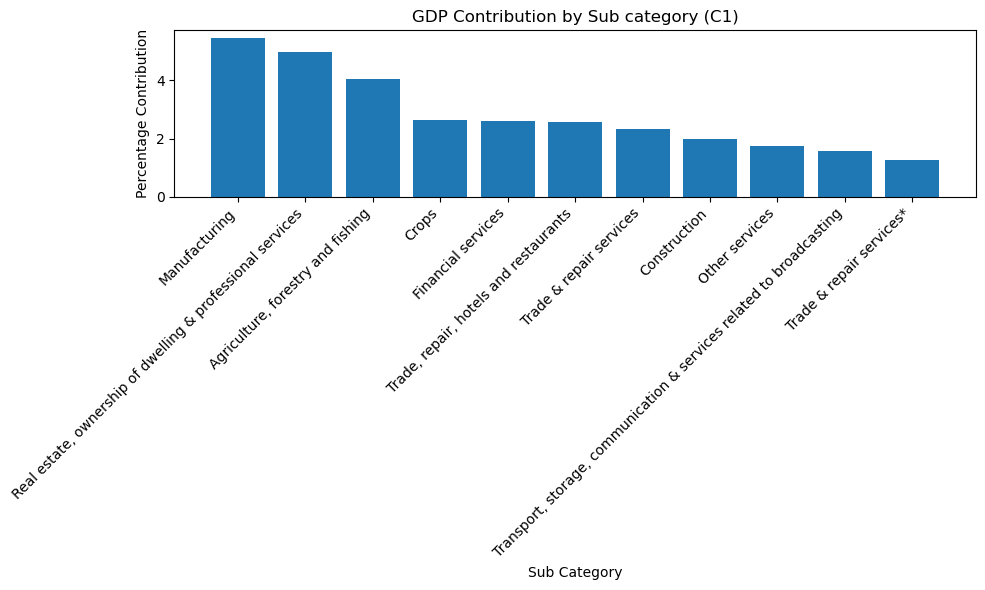 GDP Contribution by Sub category (C1)
Percentage Contribution
4
2
0
Manufacturing
Real estate, ownership of dwelling & professional services
Agriculture, forestry and fishing
Crops
Financial services
Trade, repair, hotels and restaurants
Trade & repair services
Construction
Other services
Transport, storage, communication & services related to broadcasting
Trade & repair services*
Sub Category